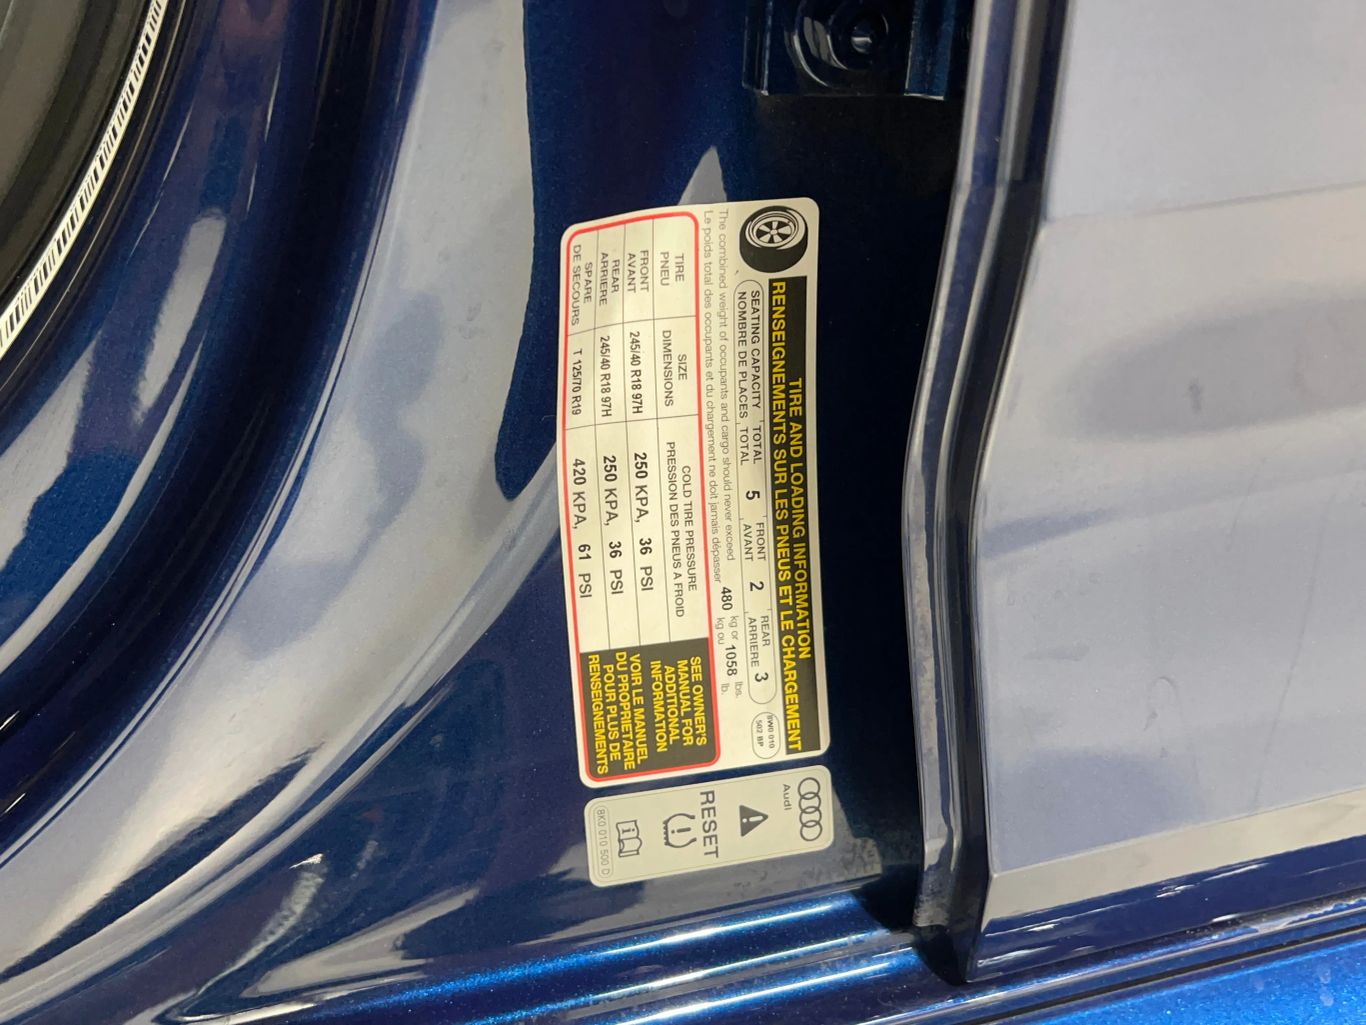 TIRE AND LOADING INFORMATION
RENSEIGNEMENTS SUR LES PNEUS ET LE CHARGEMENT
SEATING CAPACITY TOTAL 5 FRONT 2 REAR 3
NOMBRE DE PLACES TOTAL AVANT ARRIERE
8W0 010
502 BP
The combined weight of occupants and cargo should never exceed 480 kg or 1058 lbs.
Le poids total des occupants et du chargement ne doit jamais dépasser kg ou lb.
TIRE SIZE COLD TIRE PRESSURE
PNEU DIMENSIONS PRESSION DES PNEUS A FROID
FRONT 245/40 R18 97H 250 KPA, 36 PSI
AVANT
REAR 245/40 R18 97H 250 KPA, 36 PSI
ARRIERE
SPARE T 125/70 R19 420 KPA, 61 PSI
DE SECOURS
SEE OWNER'S
MANUAL FOR
ADDITIONAL
INFORMATION
VOIR LE MANUEL
DU PROPRIETAIRE
POUR PLUS DE
RENSEIGNEMENTS
Audi
RESET
8K0 010 500 D